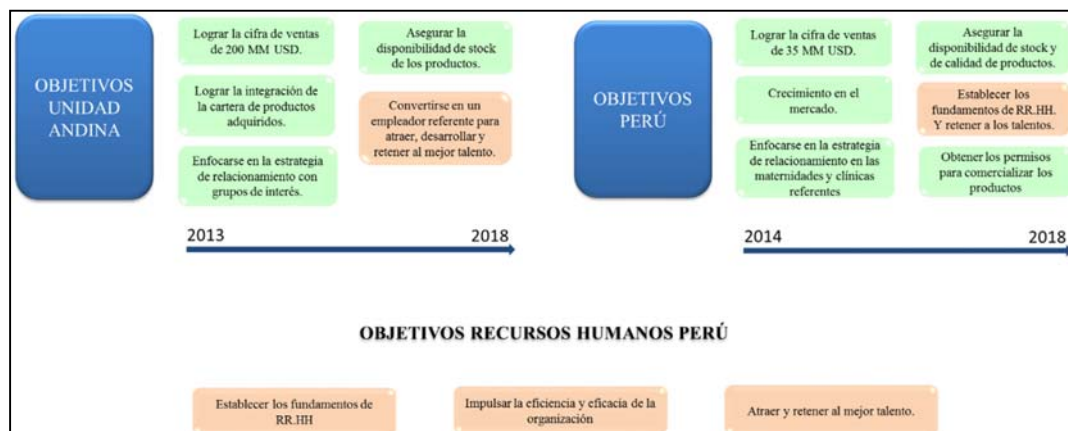 OBJETIVOS
UNIDAD
ANDINA
Lograr la cifra de ventas
de 200 MM USD.
Lograr la integración de
la cartera de productos
adquiridos.
Enfocarse en la estrategia
de relacionamiento con
grupos de interés.
Asegurar la
disponibilidad de stock
de los productos.
Convertirse en un
empleador referente para
atraer, desarrollar y
retener al mejor talento.
2013
2018
OBJETIVOS
PERÚ
Lograr la cifra de ventas
de 35 MM USD.
Crecimiento en el
mercado.
Enfocarse en la estrategia
de relacionamiento en las
maternidades y clínicas
referentes
Asegurar la
disponibilidad de stock y
de calidad de productos.
Establecer los
fundamentos de RR.HH.
Y retener a los talentos.
Obtener los permisos
para comercializar los
productos
2014
2018
OBJETIVOS RECURSOS HUMANOS PERÚ
Establecer los fundamentos de
RR.HH
Impulsar la eficiencia y eficacia de la
organización
Atraer y retener al mejor talento.